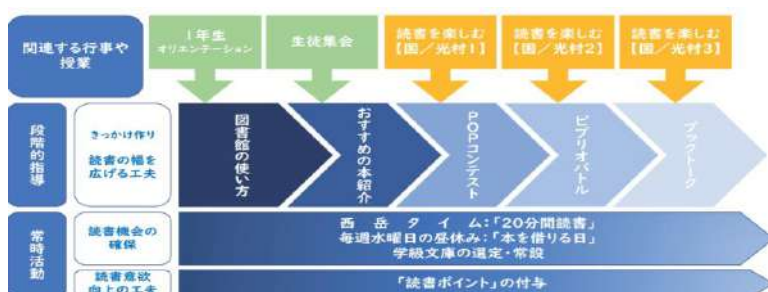 関連する行事や
授業
1年生
オリエンテーション
生徒集会
読書を楽しむ
【国／光村1】
読書を楽しむ
【国／光村2】
読書を楽しむ
【国／光村3】
段階的指導
きっかけ作り
読書の幅を
広げる工夫
図書館の使い方
おすすめの本紹介
POPコンテスト
ビブリオバトル
ブックトーク
常時活動
読書機会の
確保
西岳タイム：「20分間読書」
毎週水曜日の昼休み：「本を借りる日」
学級文庫の選定・常設
読書意欲
向上の工夫
「読書ポイント」の付与